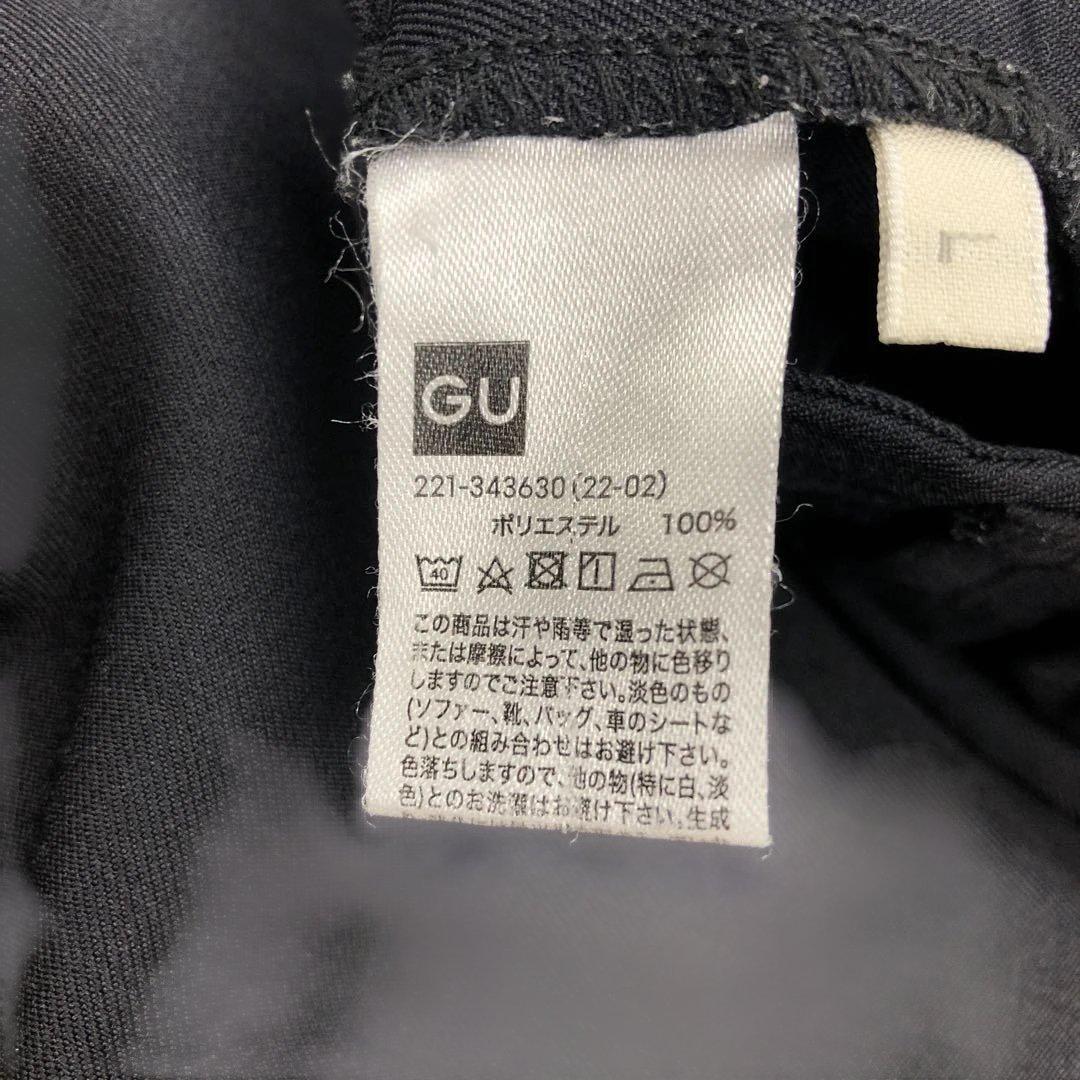 GU
221-343630(22-02)
ポリエステル 100%
40
この商品は汗や雨等で湿った状態、
または摩擦によって、他の物に色移り
しますのでご注意下さい。淡色のもの
(ソファー、靴、バッグ、車のシートな
ど)との組み合わせはお避け下さい。
色落ちしますので、他の物(特に白、淡
色)とのお洗濯はお避け下さい。生成
L